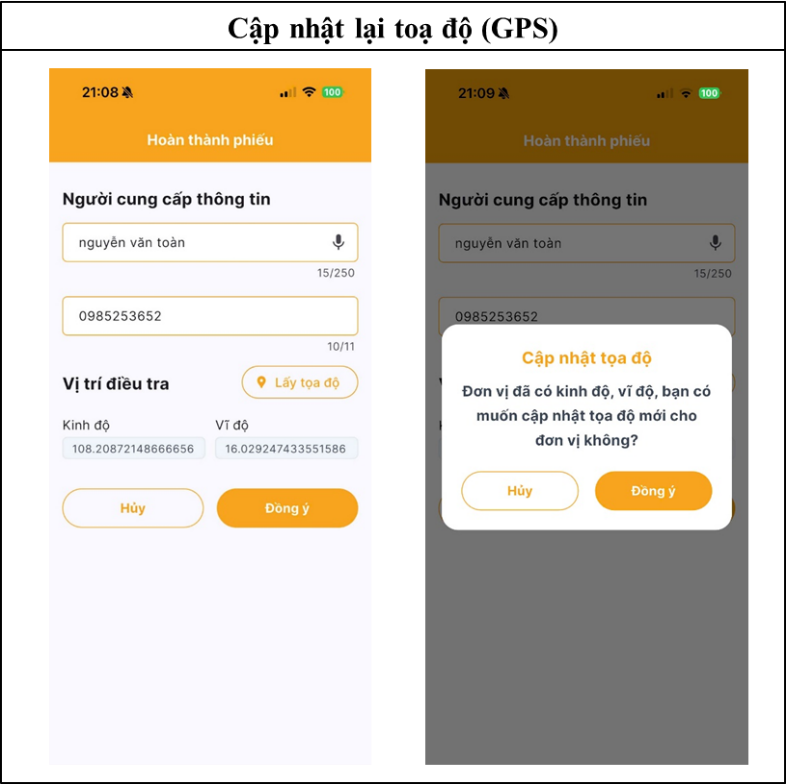 Cập nhật lại toạ độ (GPS)
21:08
100
Hoàn thành phiếu
Người cung cấp thông tin
nguyễn văn toàn
15/250
0985253652
10/11
Vị trí điều tra
Lấy tọa độ
Kinh độ Vĩ độ
108.20872148666656 16.029247433551586
Hủy Đồng ý
21:09
100
Hoàn thành phiếu
Người cung cấp thông tin
nguyễn văn toàn
15/250
0985253652
Cập nhật tọa độ
Đơn vị đã có kinh độ, vĩ độ, bạn có
muốn cập nhật tọa độ mới cho
đơn vị không?
Hủy Đồng ý